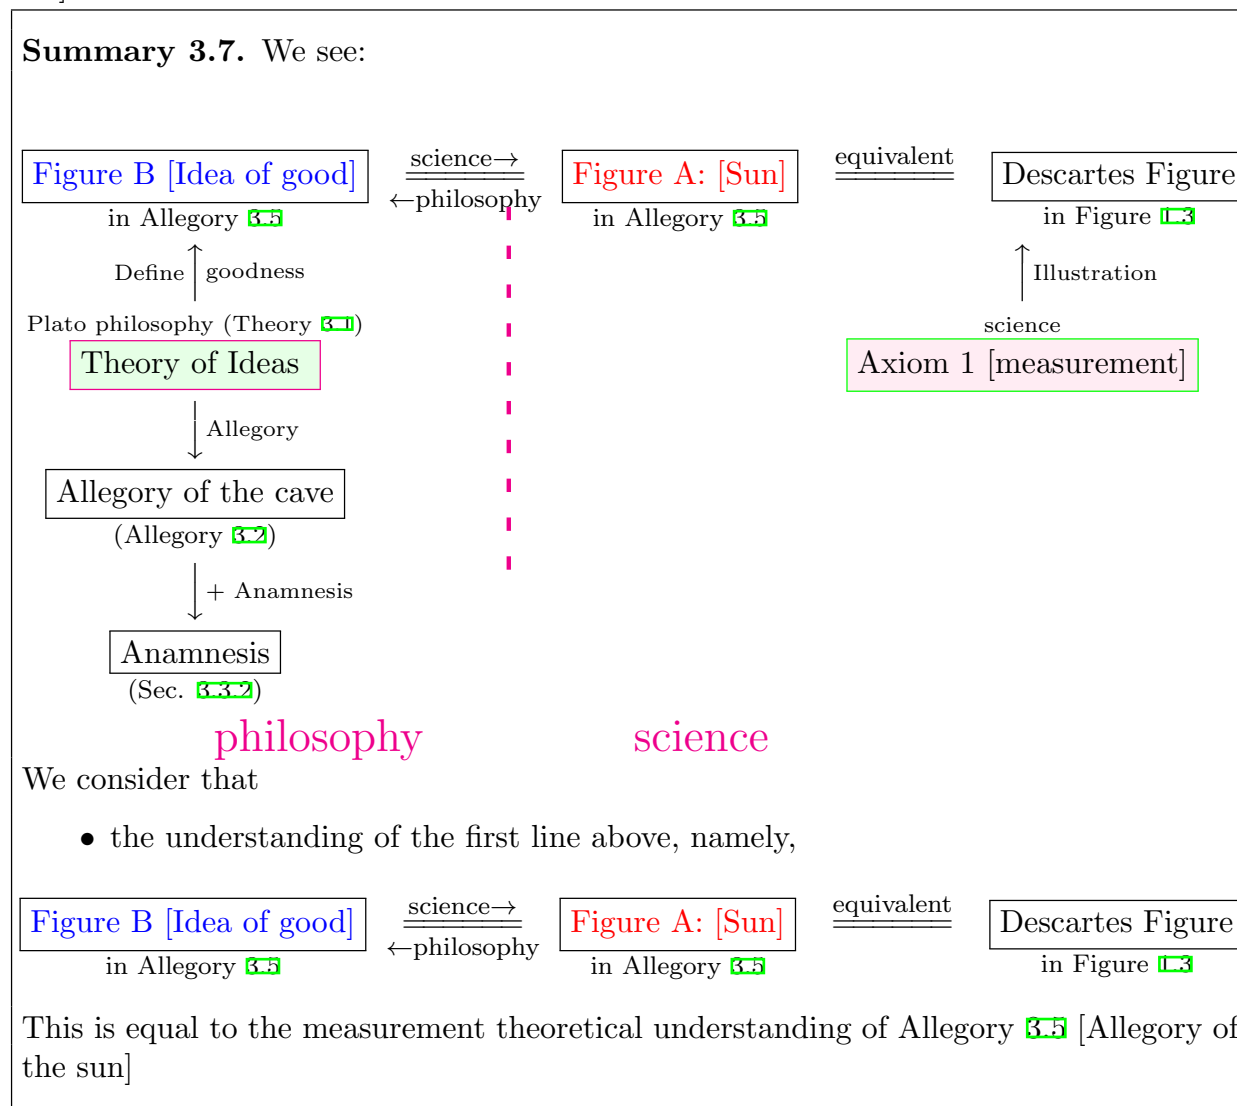 Summary 3.7. We see:
science→
equivalent
Figure B [Idea of good]
Figure A: [Sun]
Descartes Figure
←philosophy
in Allegory 3.5
in Allegory 3.5
in Figure 1.3
Define goodness
Illustration
Plato philosophy (Theory 3.1)
science
Theory of Ideas
Axiom 1 [measurement]
Allegory
Allegory of the cave
(Allegory 3.2)
+ Anamnesis
Anamnesis
(Sec. 3.3.2)
philosophy science
We consider that
• the understanding of the first line above, namely,
science→
equivalent
Figure B [Idea of good]
Figure A: [Sun]
Descartes Figure
←philosophy
in Allegory 3.5
in Allegory 3.5
in Figure 1.3
This is equal to the measurement theoretical understanding of Allegory 3.5 [Allegory of
the sun]